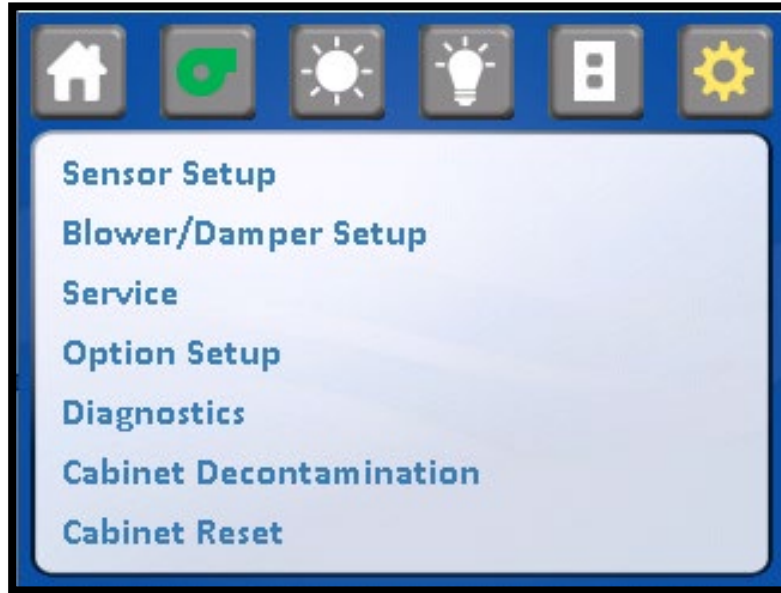 Sensor Setup
Blower/Damper Setup
Service
Option Setup
Diagnostics
Cabinet Decontamination
Cabinet Reset